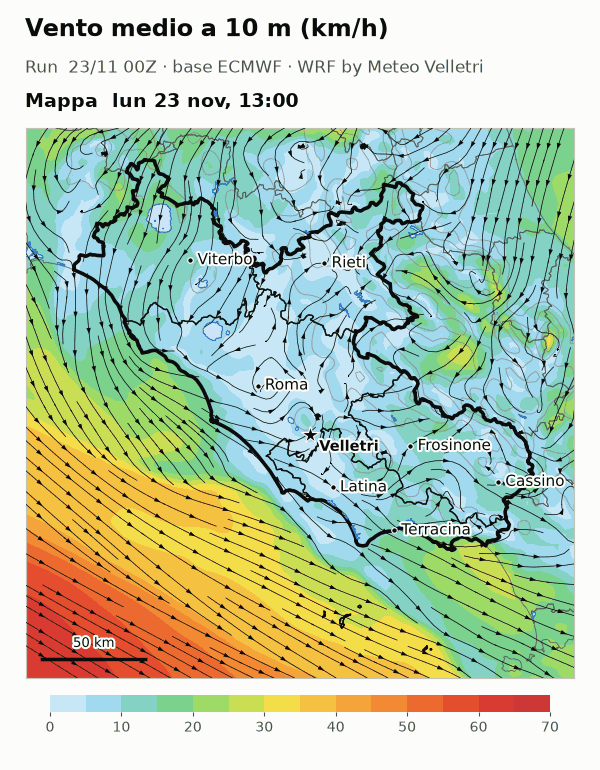 Vento medio a 10 m (km/h)
Run  23/11 00Z · base ECMWF · WRF by Meteo Velletri
Mappa  lun 23 nov, 13:00
Viterbo
Rieti
Roma
Velletri
Frosinone
Cassino
Latina
Terracina
50 km
0 10 20 30 40 50 60 70